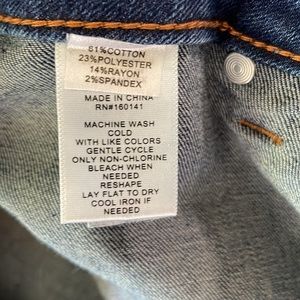 61%COTTON
23%POLYESTER
14%RAYON
2%SPANDEX
MADE IN CHINA
RN#160141
MACHINE WASH
COLD
WITH LIKE COLORS
GENTLE CYCLE
ONLY NON-CHLORINE
BLEACH WHEN
NEEDED
RESHAPE
LAY FLAT TO DRY
COOL IRON IF
NEEDED